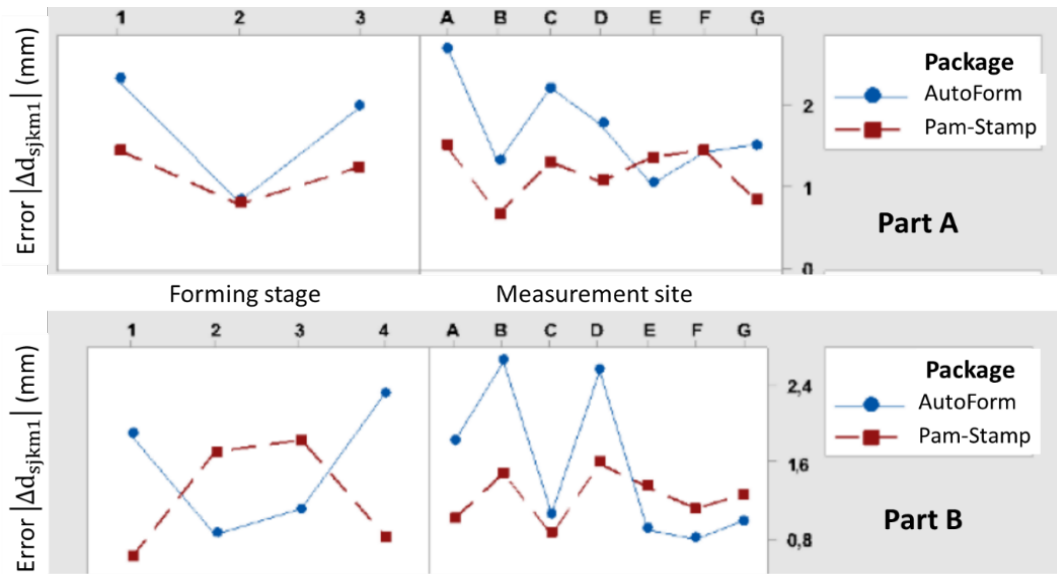 1 2 3 A B C D E F G
Error |Δd_sjkm1| (mm)
Package
AutoForm
Pam-Stamp
2
1
0
Part A
Forming stage
Measurement site
1 2 3 4 A B C D E F G
Error |Δd_sjkm1| (mm)
Package
AutoForm
Pam-Stamp
2,4
1,6
0,8
Part B